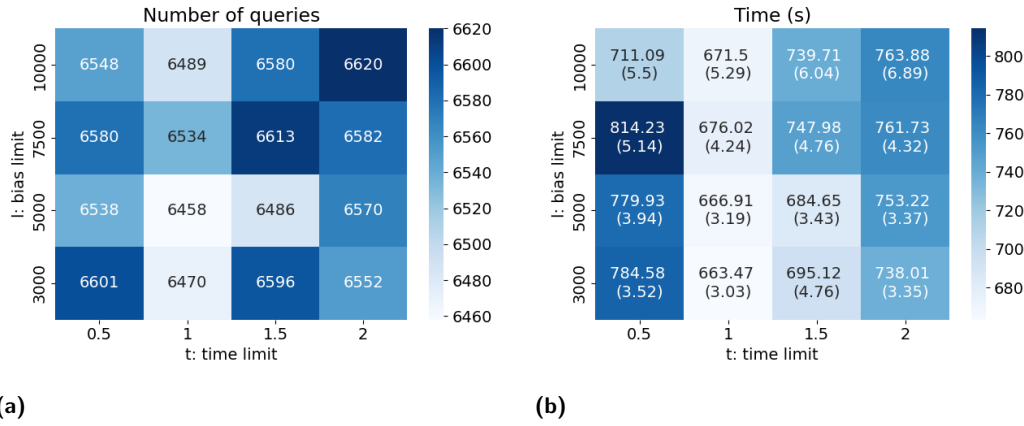 Number of queries
l: bias limit
10000
7500
5000
3000
6548 6489 6580 6620
6580 6534 6613 6582
6538 6458 6486 6570
6601 6470 6596 6552
0.5 1 1.5 2
t: time limit
6620
6600
6580
6560
6540
6520
6500
6480
6460
(a)
Time (s)
l: bias limit
10000
7500
5000
3000
711.09 671.5 739.71 763.88
(5.5) (5.29) (6.04) (6.89)
814.23 676.02 747.98 761.73
(5.14) (4.24) (4.76) (4.32)
779.93 666.91 684.65 753.22
(3.94) (3.19) (3.43) (3.37)
784.58 663.47 695.12 738.01
(3.52) (3.03) (4.76) (3.35)
0.5 1 1.5 2
t: time limit
800
780
760
740
720
700
680
(b)